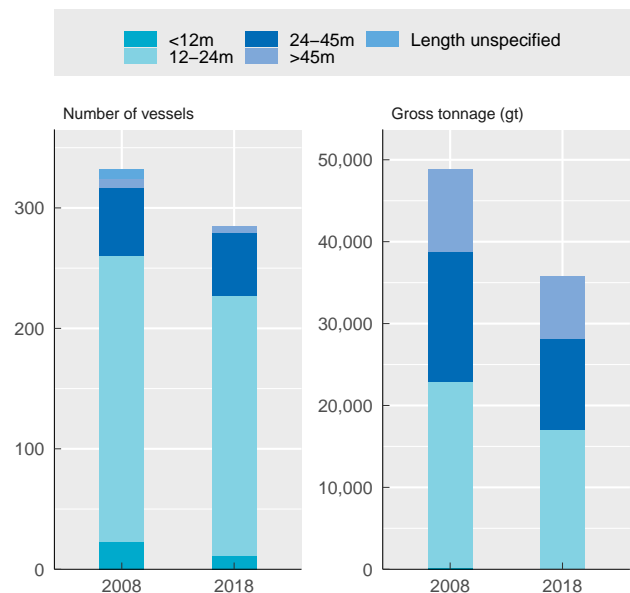 <12m
12–24m
24–45m
>45m
Length unspecified
Number of vessels
300
200
100
0
2008
2018
Gross tonnage (gt)
50,000
40,000
30,000
20,000
10,000
0
2008
2018